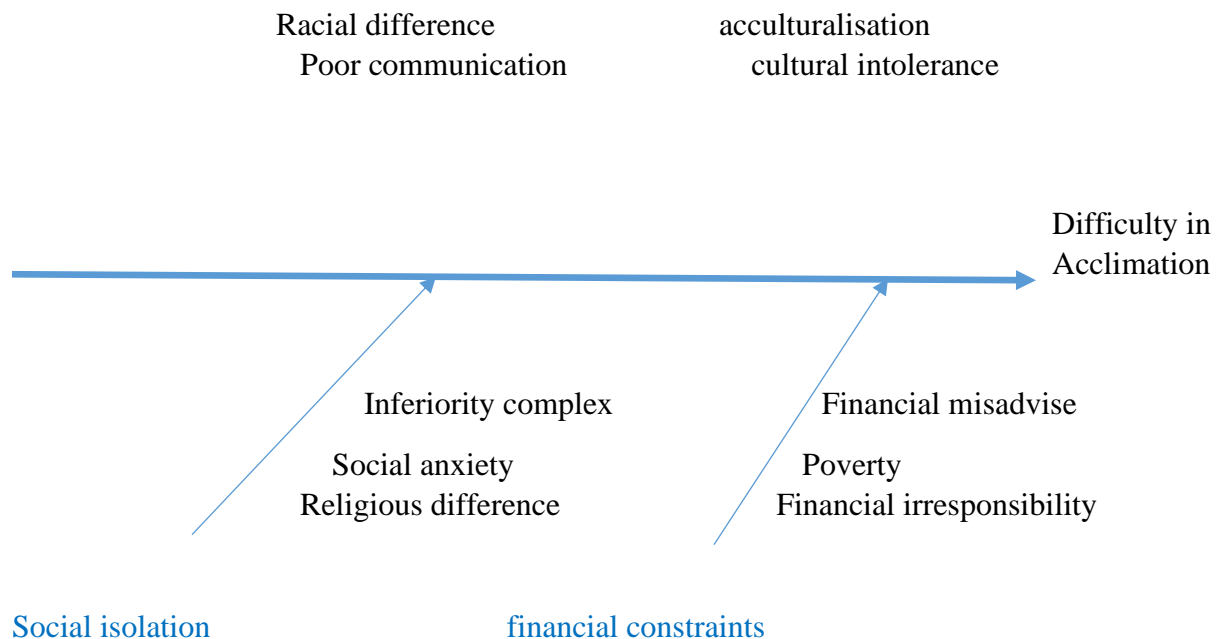 Racial difference
acculturalisation
Poor communication
cultural intolerance
Difficulty in
Acclimation
Inferiority complex
Financial misadvise
Social anxiety
Poverty
Religious difference
Financial irresponsibility
Social isolation
financial constraints